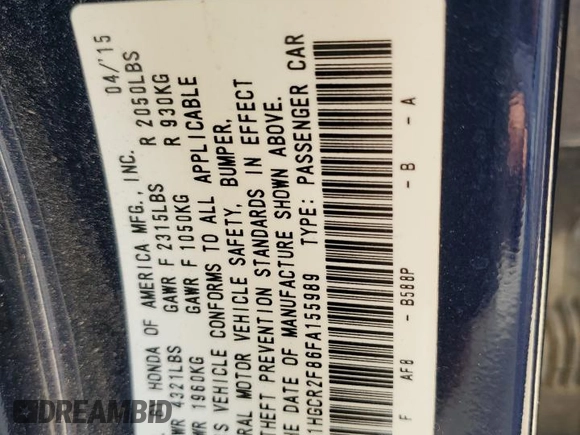 04/'15
HONDA OF AMERICA MFG., INC.
4321LBS GAWR F 2315LBS R 2050LBS
GAWR 1960KG GAWR F 1050KG R 930KG
VEHICLE CONFORMS TO ALL APPLICABLE
MOTOR VEHICLE SAFETY, BUMPER,
THEFT PREVENTION STANDARDS IN EFFECT
DATE OF MANUFACTURE SHOWN ABOVE.
1HGCR2F86FA155989 TYPE: PASSENGER CAR
F AF8 - B588P - B - A
DREAMBID